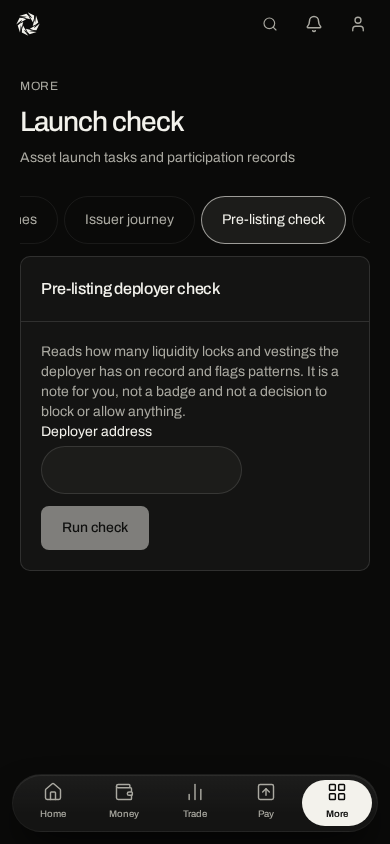 MORE
Launch check
Asset launch tasks and participation records
Issuer journey
Pre-listing check
Pre-listing deployer check
Reads how many liquidity locks and vestings the
deployer has on record and flags patterns. It is a
note for you, not a badge and not a decision to
block or allow anything.
Deployer address
Run check
Home
Money
Trade
Pay
More